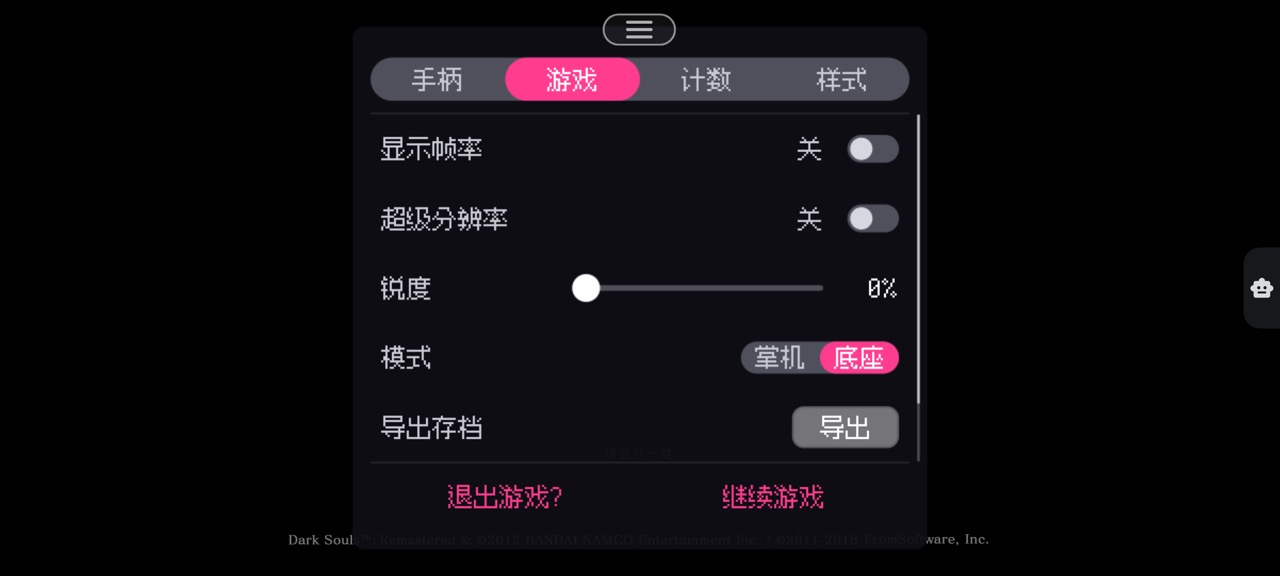 手柄 游戏 计数 样式
显示帧率 关
超级分辨率 关
锐度 0%
模式 掌机 底座
导出存档 导出
退出游戏? 继续游戏
Dark Souls™: Remastered & ©2012 BANDAI NAMCO Entertainment Inc. / ©2011-2018 FromSoftware, Inc.